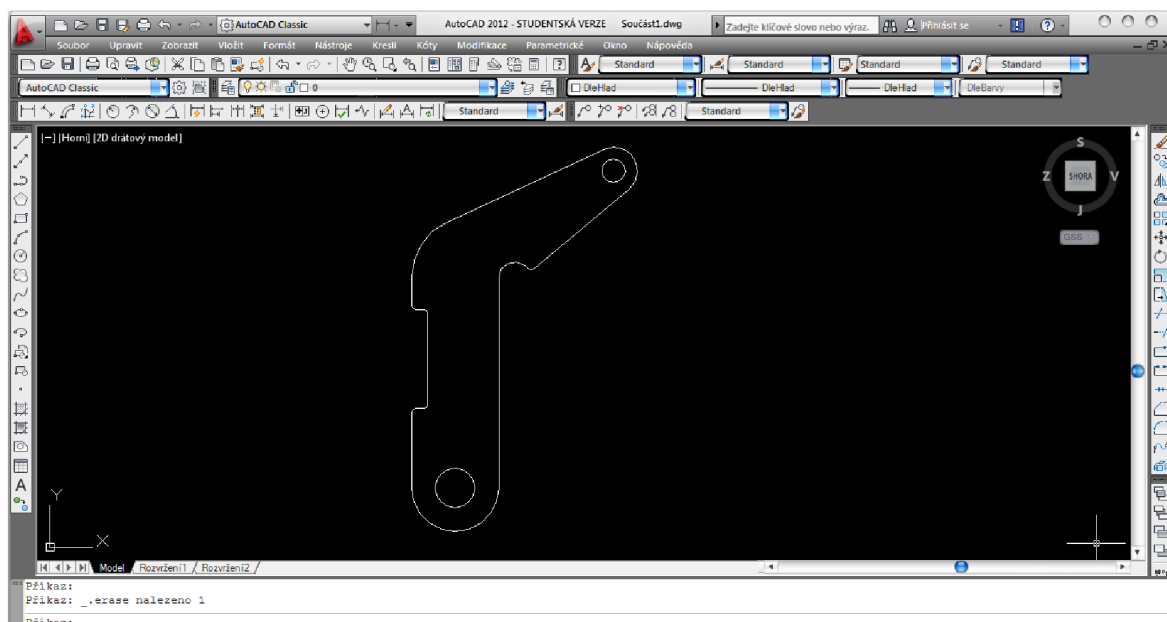 AutoCAD Classic AutoCAD 2012 - STUDENTSKÁ VERZE Součást1.dwg Zadejte klíčové slovo nebo výraz. Přihlásit se
Soubor Upravit Zobrazit Vložit Formát Nástroje Kresli Kóty Modifikace Parametrické Okno Nápověda
Standard Standard Standard Standard
AutoCAD Classic 0 DleHlad DleHlad DleHlad DleBarvy
Standard Standard
[−] [Horní] [2D drátový model]
S
Z SHORA V
J
GSS
Y
X
Model Rozvržení1 Rozvržení2
Příkaz:
Příkaz: _.erase nalezeno 1
Příkaz: